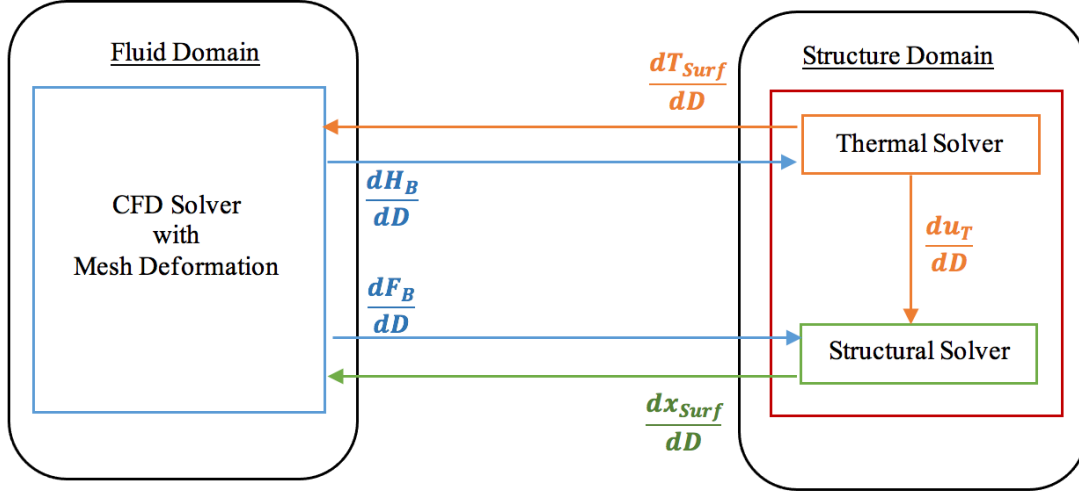 Fluid Domain
CFD Solver
with
Mesh Deformation
dT_Surf
dD
dH_B
dD
dF_B
dD
dx_Surf
dD
Structure Domain
Thermal Solver
du_T
dD
Structural Solver